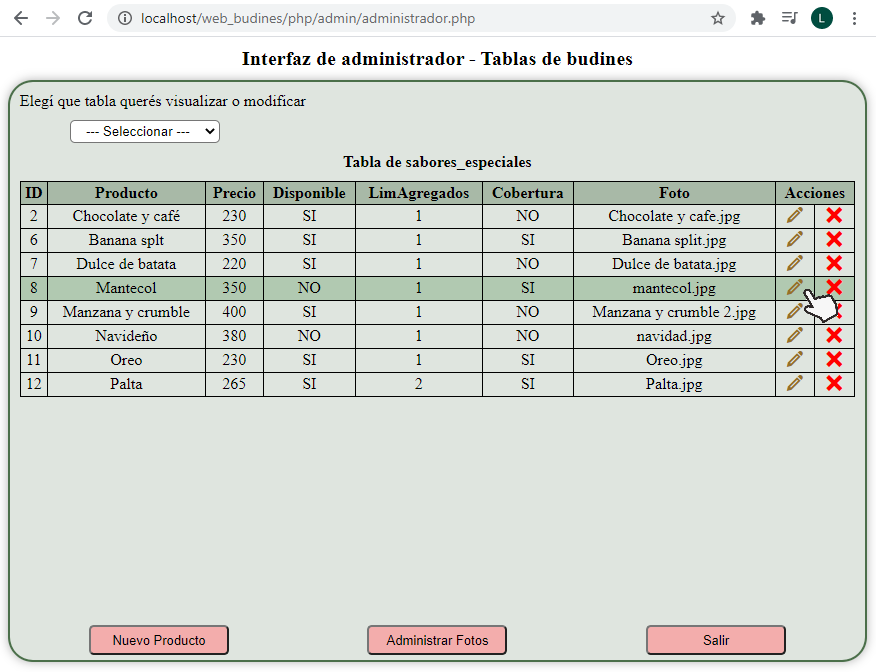 localhost/web_budines/php/admin/administrador.php
L
Interfaz de administrador - Tablas de budines
Elegí que tabla querés visualizar o modificar
--- Seleccionar ---
Tabla de sabores_especiales
ID Producto Precio Disponible LimAgregados Cobertura Foto Acciones
2 Chocolate y café 230 SI 1 NO Chocolate y cafe.jpg
6 Banana splt 350 SI 1 SI Banana split.jpg
7 Dulce de batata 220 SI 1 NO Dulce de batata.jpg
8 Mantecol 350 NO 1 SI mantecol.jpg
9 Manzana y crumble 400 SI 1 NO Manzana y crumble 2.jpg
10 Navideño 380 NO 1 NO navidad.jpg
11 Oreo 230 SI 1 SI Oreo.jpg
12 Palta 265 SI 2 SI Palta.jpg
Nuevo Producto Administrar Fotos Salir